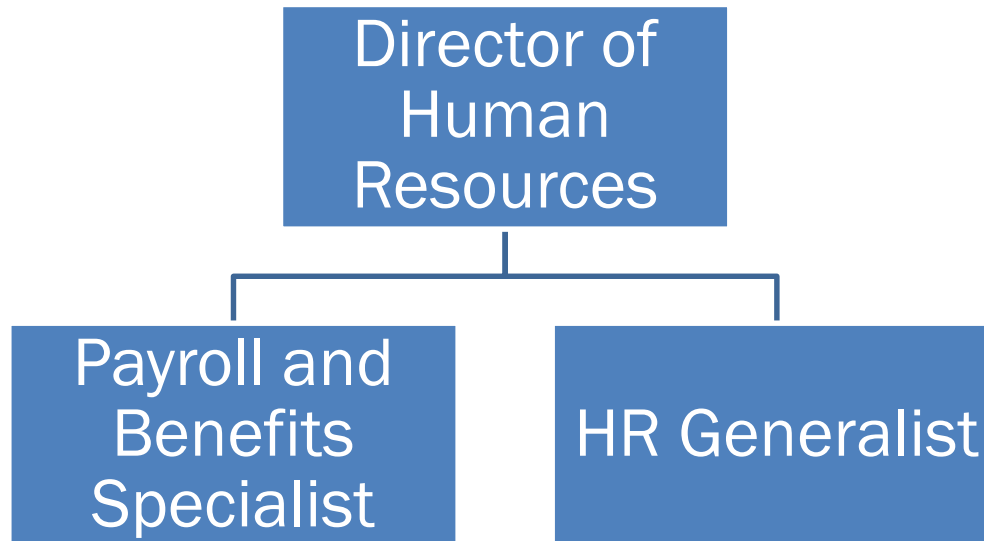 Director of
Human
Resources
Payroll and
Benefits
Specialist
HR Generalist